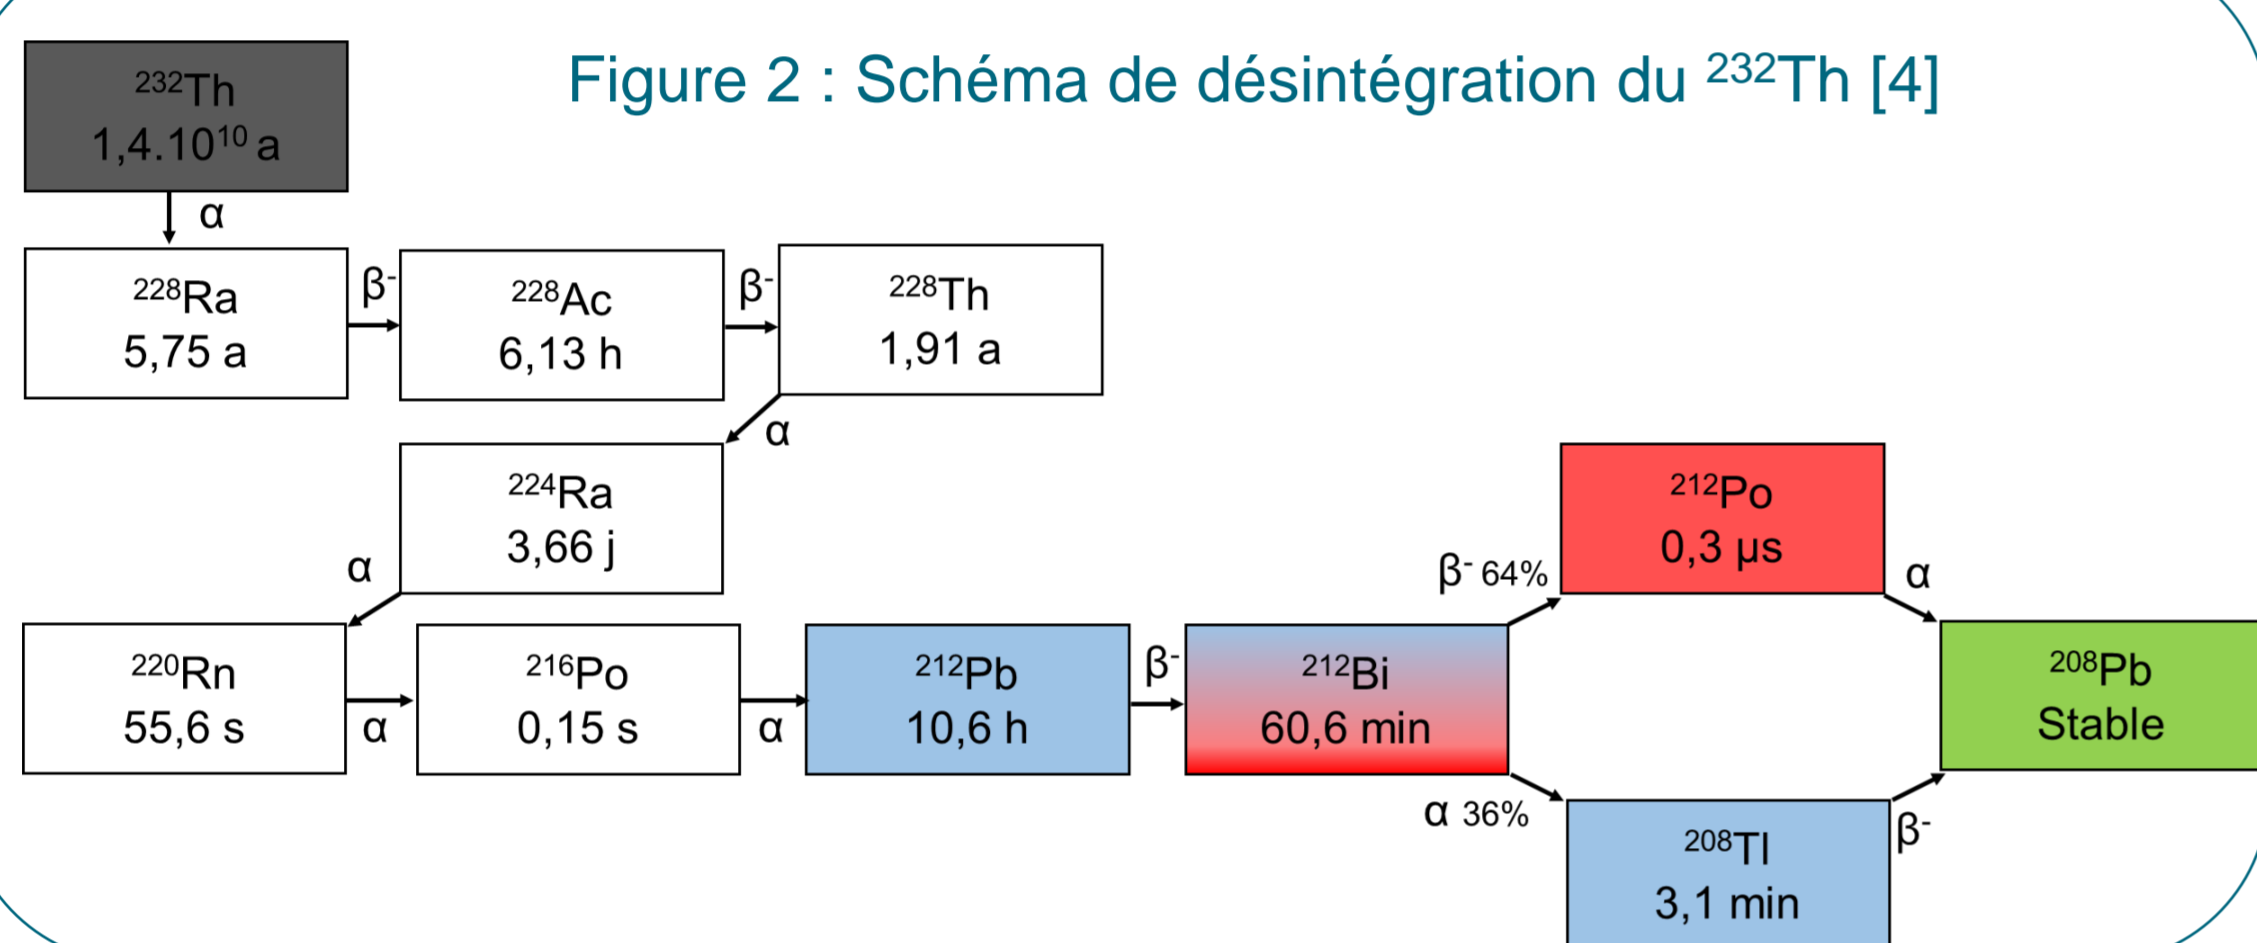 Figure 2 : Schéma de désintégration du ²³²Th [4]
²³²Th
1,4.10¹⁰ a
α
²²⁸Ra
5,75 a
β⁻
²²⁸Ac
6,13 h
β⁻
²²⁸Th
1,91 a
α
²²⁴Ra
3,66 j
α
²²⁰Rn
55,6 s
α
²¹⁶Po
0,15 s
α
²¹²Pb
10,6 h
β⁻
²¹²Bi
60,6 min
β⁻ 64%
²¹²Po
0,3 µs
α
α 36%
²⁰⁸Tl
3,1 min
β⁻
²⁰⁸Pb
Stable